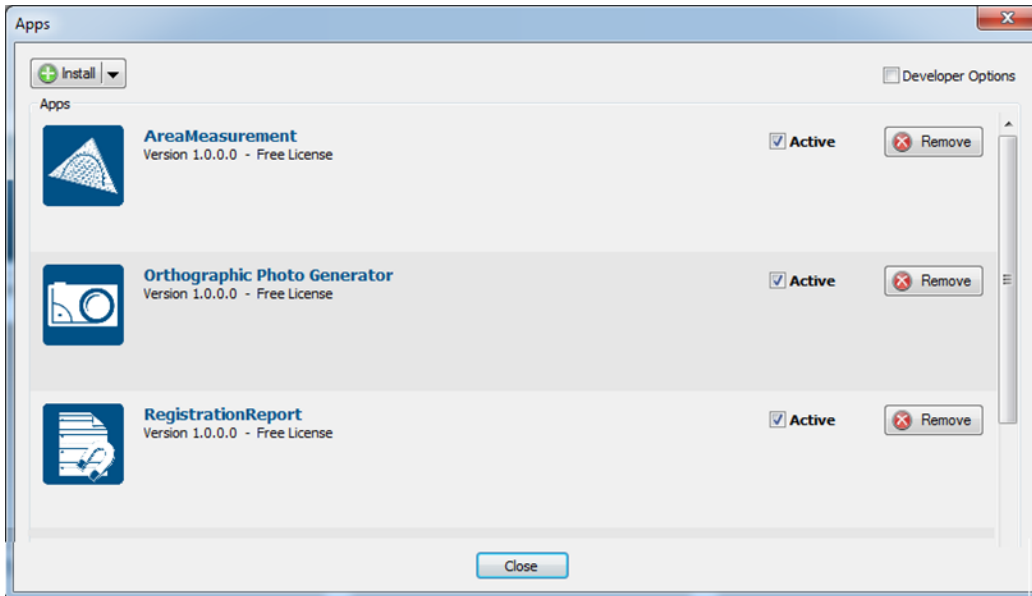 Apps
Install
Developer Options
Apps
AreaMeasurement
Version 1.0.0.0 - Free License
Active
Remove
Orthographic Photo Generator
Version 1.0.0.0 - Free License
Active
Remove
RegistrationReport
Version 1.0.0.0 - Free License
Active
Remove
Close